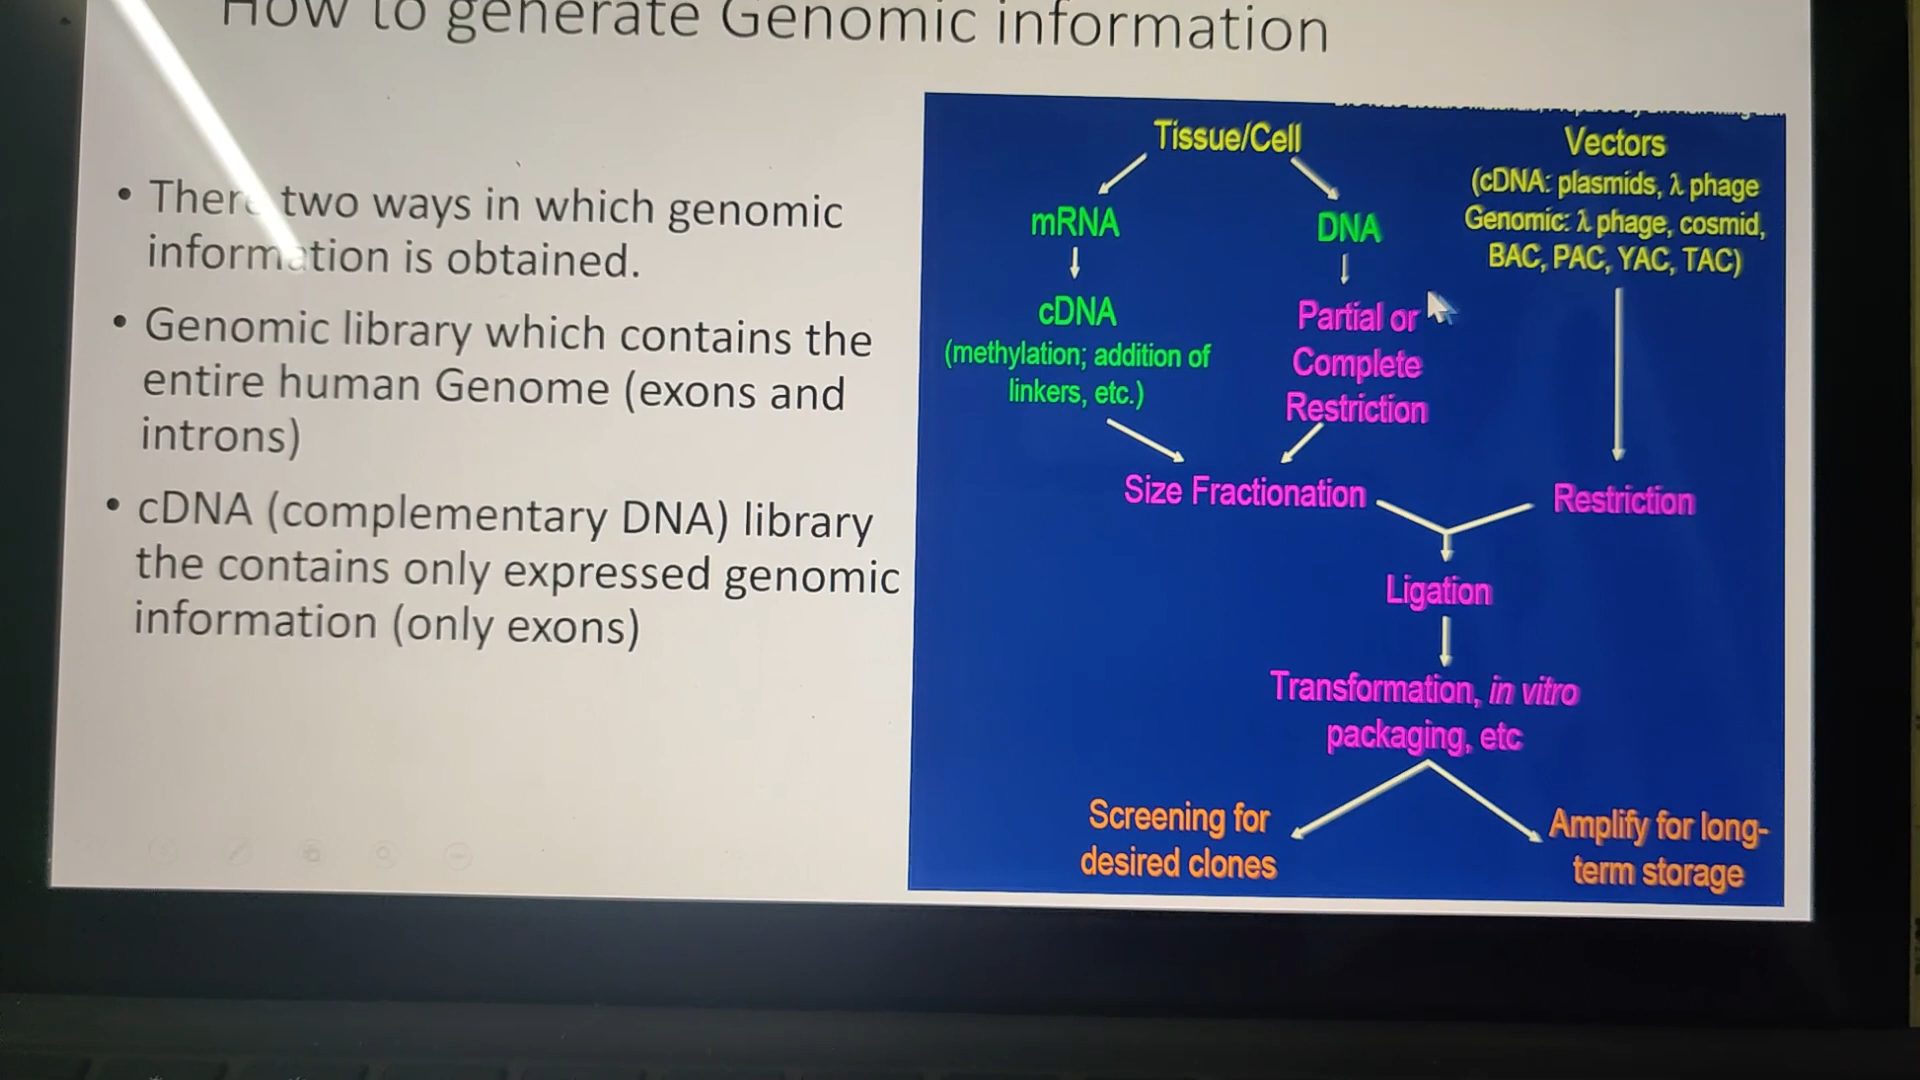 How to generate Genomic information
• There two ways in which genomic
information is obtained.
• Genomic library which contains the
entire human Genome (exons and
introns)
• cDNA (complementary DNA) library
the contains only expressed genomic
information (only exons)
Tissue/Cell
mRNA
DNA
cDNA
(methylation; addition of
linkers, etc.)
Partial or
Complete
Restriction
Vectors
(cDNA: plasmids, λ phage
Genomic: λ phage, cosmid,
BAC, PAC, YAC, TAC)
Size Fractionation
Restriction
Ligation
Transformation, in vitro
packaging, etc
Screening for
desired clones
Amplify for long-
term storage